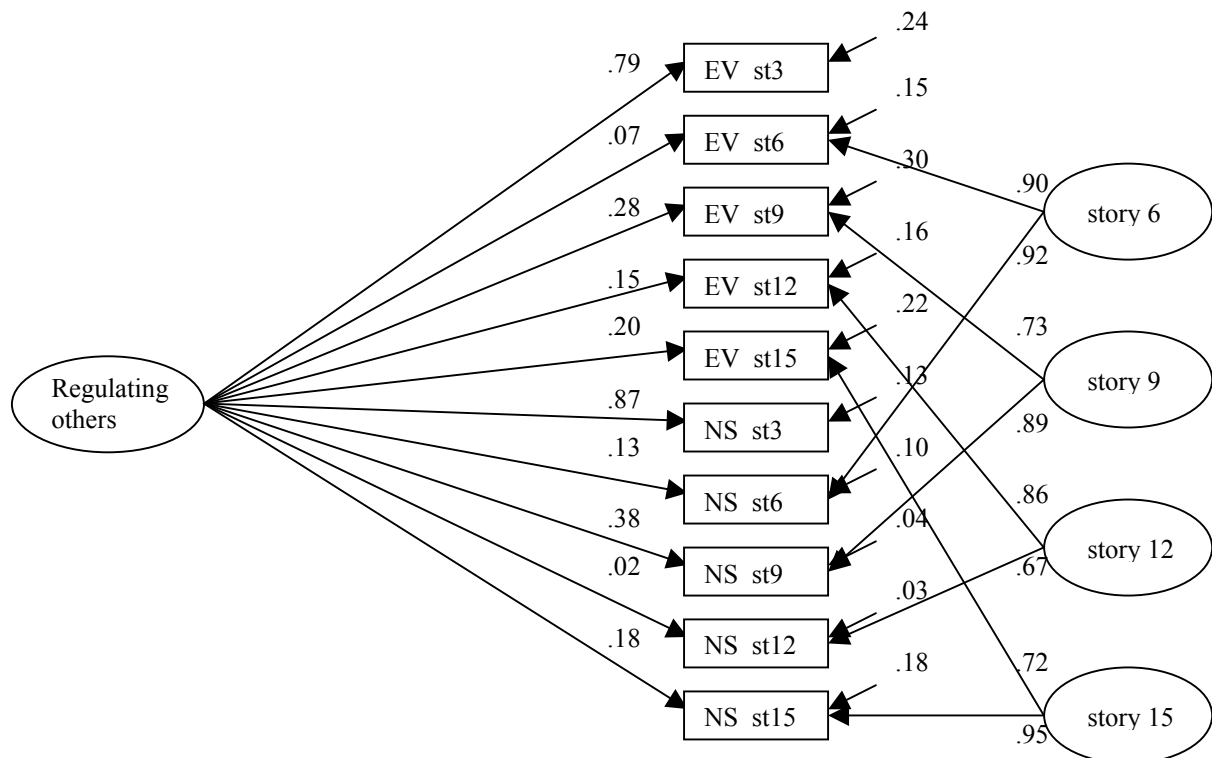 .24
.79
EV st3
.15
.07
EV st6
.30
.90
.28
EV st9
story 6
.16
.92
.15
EV st12
.22
.20
.73
EV st15
Regulating
others
.13
story 9
.87
NS st3
.89
.13
.10
NS st6
.86
.38
.04
NS st9
story 12
.02
.67
.03
NS st12
.18
.18
.72
NS st15
story 15
.95